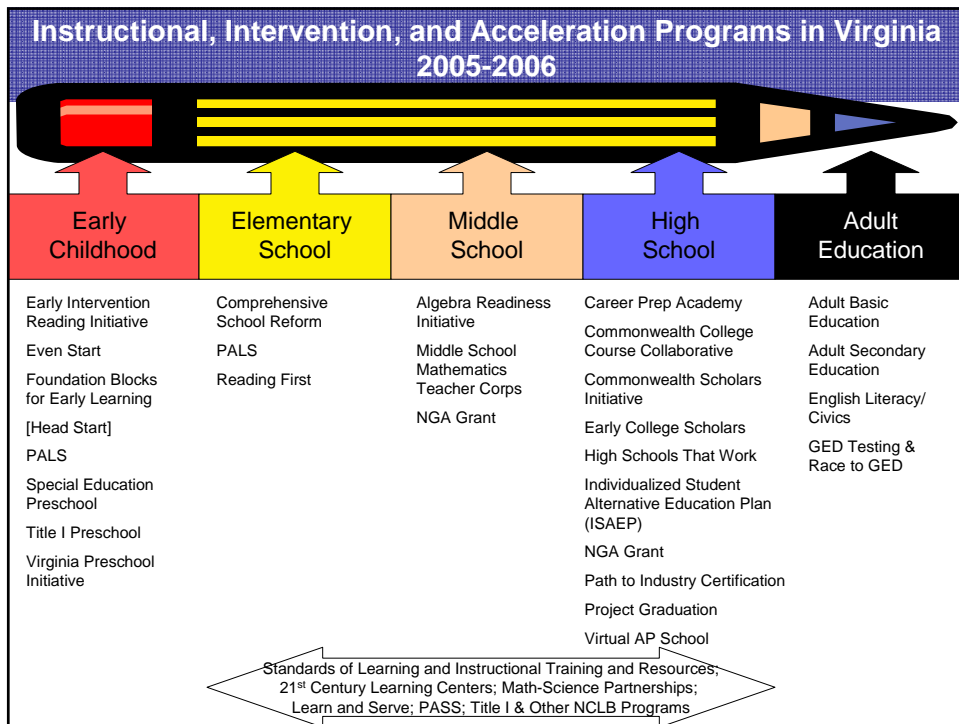 Instructional, Intervention, and Acceleration Programs in Virginia
2005-2006
Early
Childhood
Elementary
School
Middle
School
High
School
Adult
Education
Early Intervention
Reading Initiative
Even Start
Foundation Blocks
for Early Learning
[Head Start]
PALS
Special Education
Preschool
Title I Preschool
Virginia Preschool
Initiative
Comprehensive
School Reform
PALS
Reading First
Algebra Readiness
Initiative
Middle School
Mathematics
Teacher Corps
NGA Grant
Career Prep Academy
Commonwealth College
Course Collaborative
Commonwealth Scholars
Initiative
Early College Scholars
High Schools That Work
Individualized Student
Alternative Education Plan
(ISAEP)
NGA Grant
Path to Industry Certification
Project Graduation
Virtual AP School
Adult Basic
Education
Adult Secondary
Education
English Literacy/
Civics
GED Testing &
Race to GED
Standards of Learning and Instructional Training and Resources;
21st Century Learning Centers; Math-Science Partnerships;
Learn and Serve; PASS; Title I & Other NCLB Programs